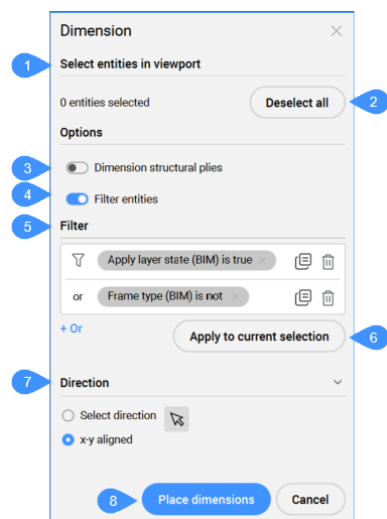 Dimension
1
Select entities in viewport
0 entities selected
Deselect all
2
Options
3
Dimension structural plies
4
Filter entities
5
Filter
Apply layer state (BIM) is true
or
Frame type (BIM) is not
+ Or
Apply to current selection
6
7
Direction
Select direction
x-y aligned
8
Place dimensions
Cancel